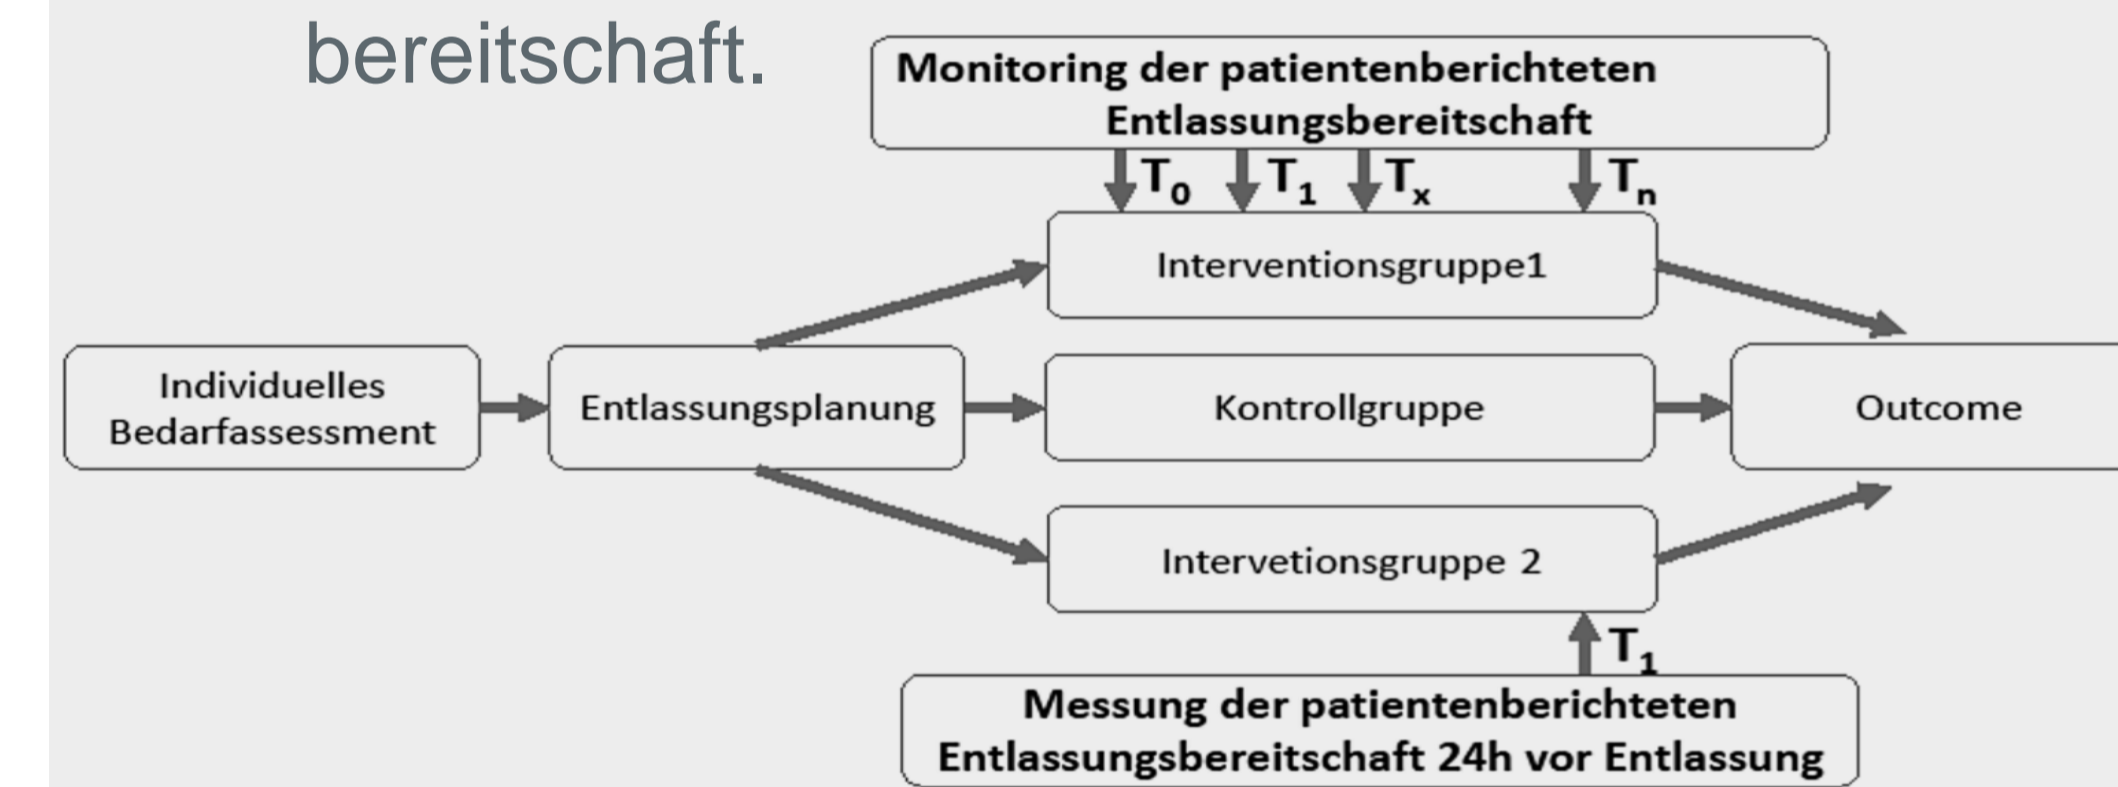 bereitschaft.
Monitoring der patientenberichteten
Entlassungsbereitschaft
T0 T1 Tx Tn
Interventionsgruppe1
Individuelles
Bedarfassessment
Entlassungsplanung
Kontrollgruppe
Outcome
Intervetionsgruppe 2
T1
Messung der patientenberichteten
Entlassungsbereitschaft 24h vor Entlassung